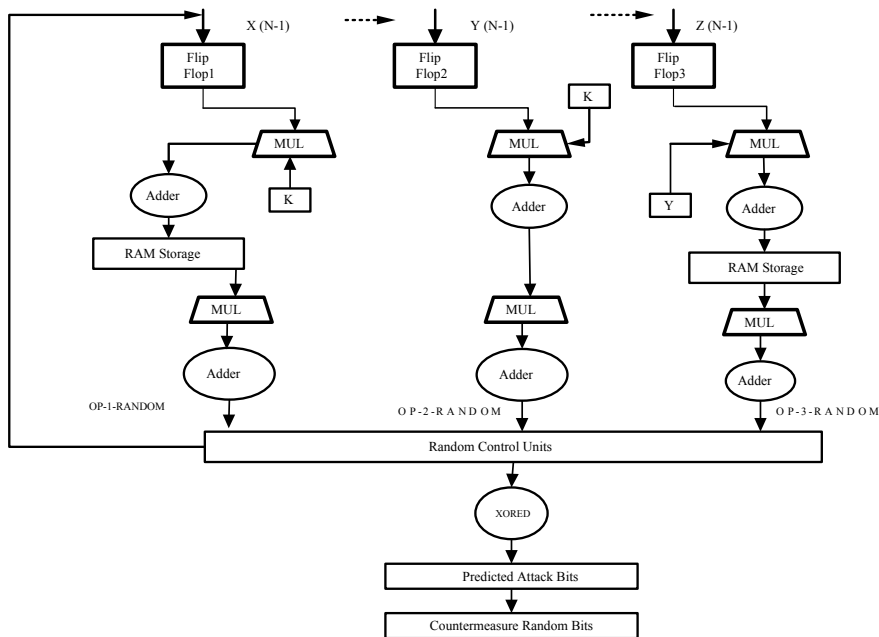 X (N-1)
Y (N-1)
Z (N-1)
Flip
Flop1
Flip
Flop2
Flip
Flop3
K
MUL
MUL
MUL
Adder
K
Adder
Y
Adder
RAM Storage
RAM Storage
MUL
MUL
MUL
Adder
Adder
Adder
OP-1-RANDOM
OP-2-RANDOM
OP-3-RANDOM
Random Control Units
XORED
Predicted Attack Bits
Countermeasure Random Bits